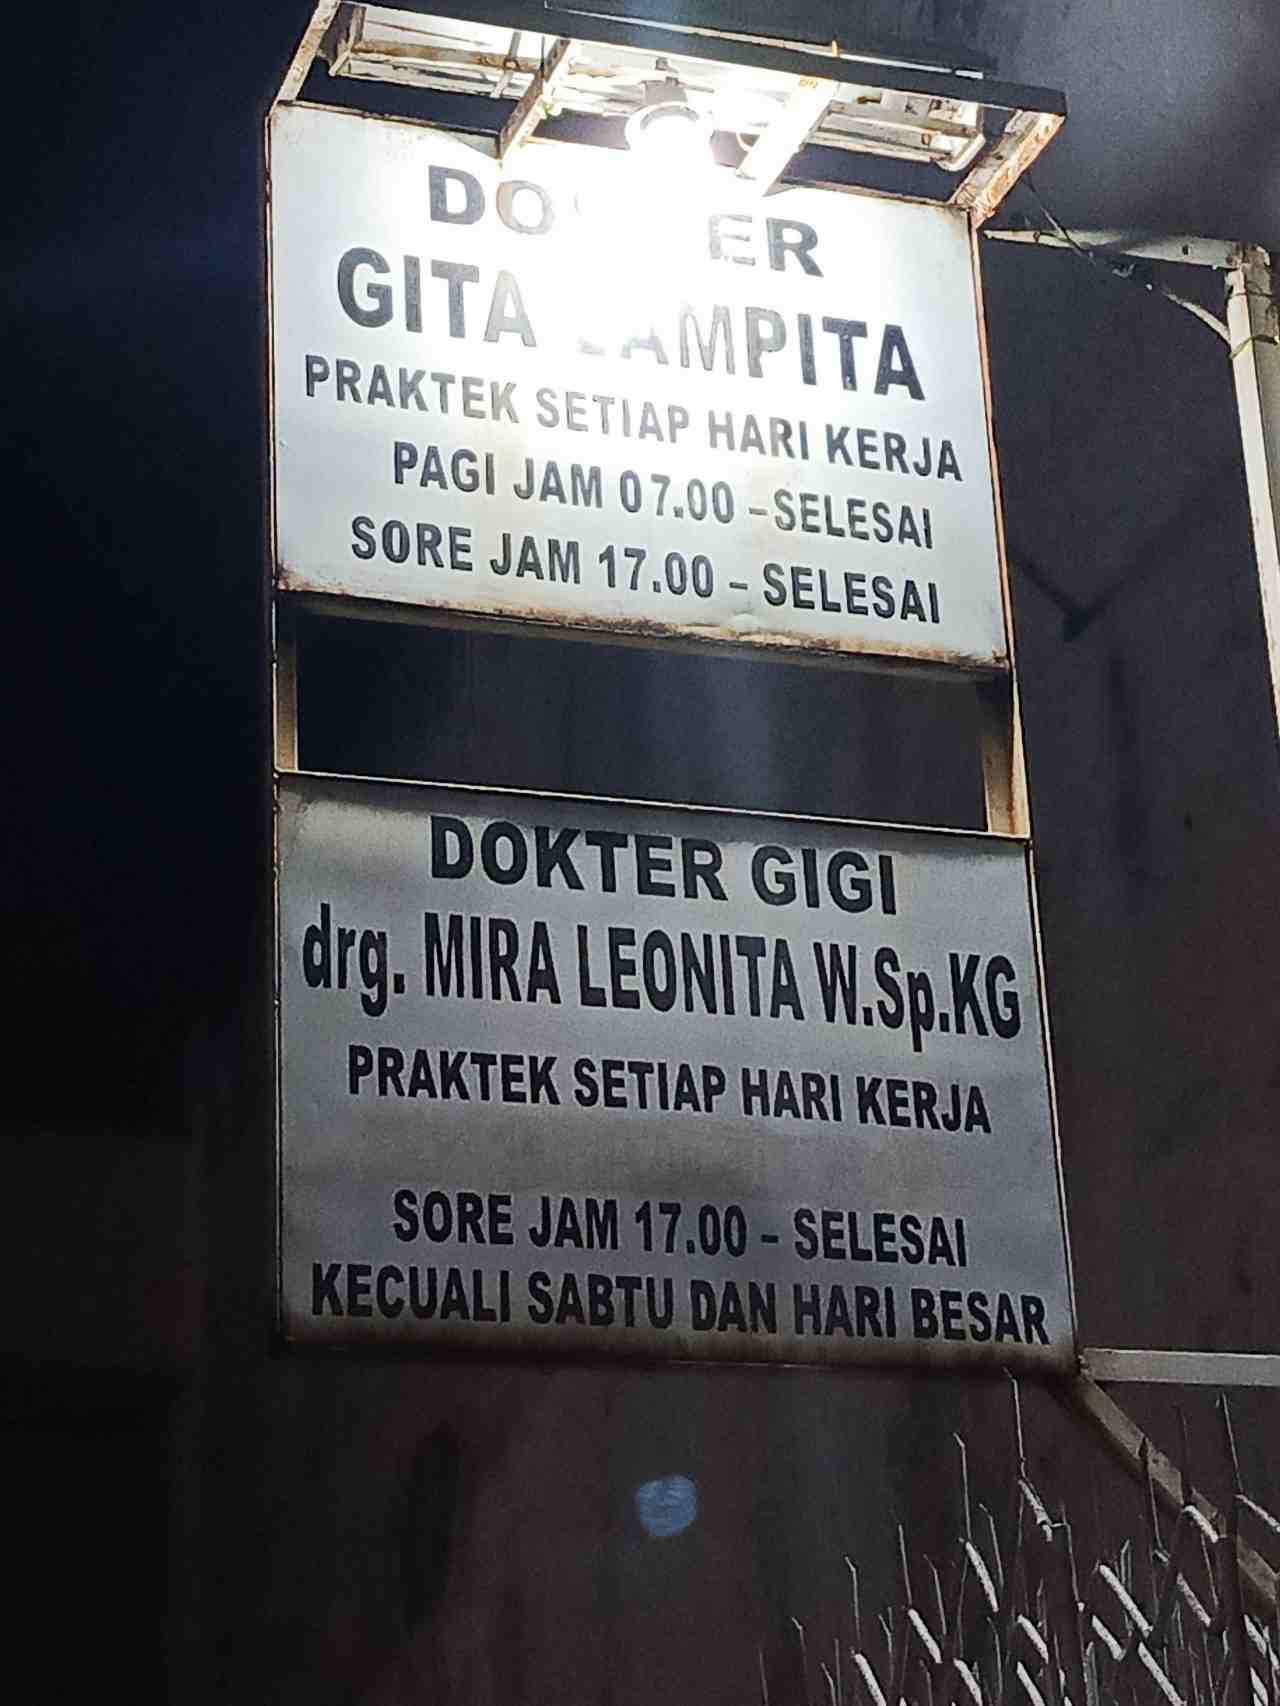 DOKTER
GITA
PRAKTEK SETIAP HARI KERJA
PAGI JAM 07.00 - SELESAI
SORE JAM 17.00 - SELESAI
DOKTER GIGI
drg. MIRA LEONITA W.Sp.KG
PRAKTEK SETIAP HARI KERJA
SORE JAM 17.00 - SELESAI
KECUALI SABTU DAN HARI BESAR